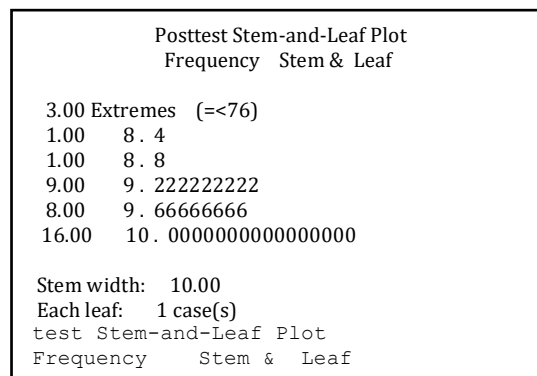 Posttest Stem-and-Leaf Plot
Frequency Stem & Leaf
3.00 Extremes (=<76)
1.00 8 . 4
1.00 8 . 8
9.00 9 . 222222222
8.00 9 . 66666666
16.00 10 . 0000000000000000
Stem width: 10.00
Each leaf: 1 case(s)
test Stem-and-Leaf Plot
Frequency Stem & Leaf